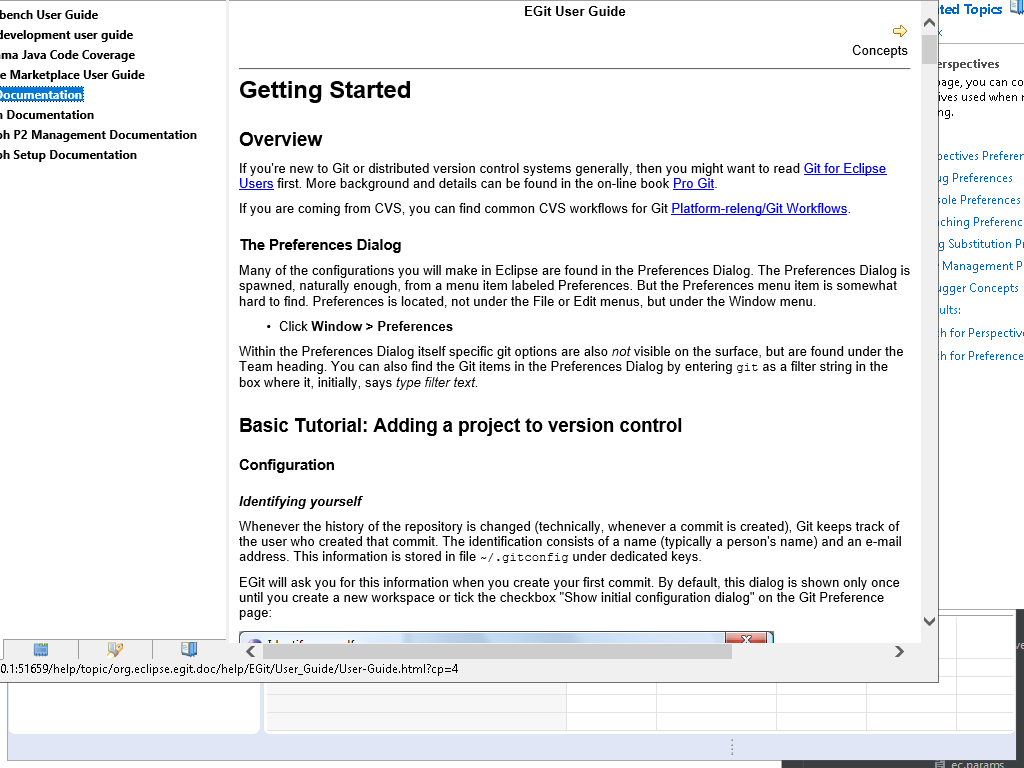 bench User Guide
development user guide
ma Java Code Coverage
e Marketplace User Guide
Documentation
n Documentation
ph P2 Management Documentation
ph Setup Documentation
EGit User Guide
Concepts
Getting Started
Overview
If you're new to Git or distributed version control systems generally, then you might want to read Git for Eclipse
Users first. More background and details can be found in the on-line book Pro Git.
If you are coming from CVS, you can find common CVS workflows for Git Platform-releng/Git Workflows.
The Preferences Dialog
Many of the configurations you will make in Eclipse are found in the Preferences Dialog. The Preferences Dialog is
spawned, naturally enough, from a menu item labeled Preferences. But the Preferences menu item is somewhat
hard to find. Preferences is located, not under the File or Edit menus, but under the Window menu.
• Click Window > Preferences
Within the Preferences Dialog itself specific git options are also not visible on the surface, but are found under the
Team heading. You can also find the Git items in the Preferences Dialog by entering git as a filter string in the
box where it, initially, says type filter text.
Basic Tutorial: Adding a project to version control
Configuration
Identifying yourself
Whenever the history of the repository is changed (technically, whenever a commit is created), Git keeps track of
the user who created that commit. The identification consists of a name (typically a person's name) and an e-mail
address. This information is stored in file ~/.gitconfig under dedicated keys.
EGit will ask you for this information when you create your first commit. By default, this dialog is shown only once
until you create a new workspace or tick the checkbox "Show initial configuration dialog" on the Git Preference
page:
0.1:51659/help/topic/org.eclipse.egit.doc/help/EGit/User_Guide/User-Guide.html?cp=4
ted Topics
erspectives
page, you can co
ives used when r
ng.
pectives Preferer
ug Preferences
sole Preferences
ching Preferenc
g Substitution Pr
Management P
ugger Concepts
ults:
h for Perspective
h for Preference
ec.params